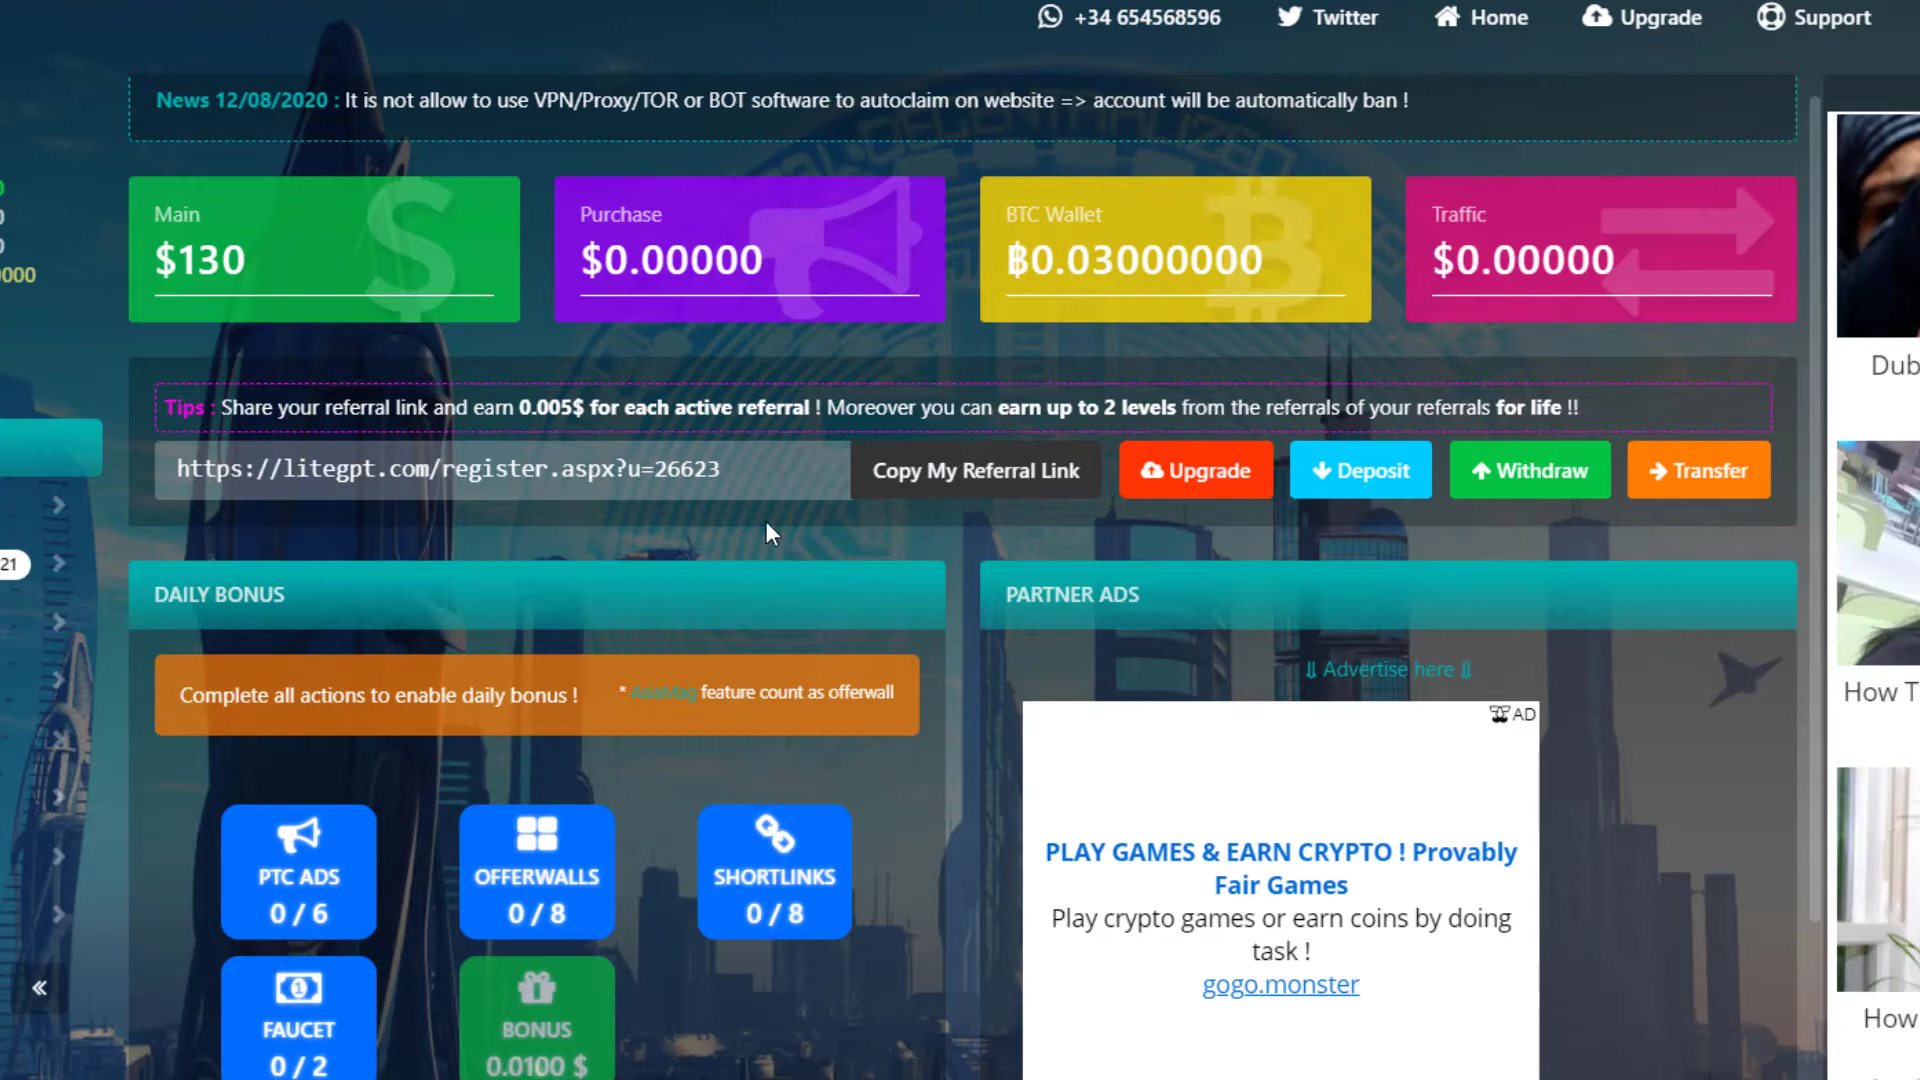 +34 654568596 Twitter Home Upgrade Support
News 12/08/2020 : It is not allow to use VPN/Proxy/TOR or BOT software to autoclaim on website => account will be automatically ban !
Main
$130
Purchase
$0.00000
BTC Wallet
฿0.03000000
Traffic
$0.00000
0000
Tips : Share your referral link and earn 0.005$ for each active referral ! Moreover you can earn up to 2 levels from the referrals of your referrals for life !!
https://litegpt.com/register.aspx?u=26623
Copy My Referral Link
Upgrade
Deposit
Withdraw
Transfer
21
DAILY BONUS
Complete all actions to enable daily bonus !
* AsiaMag feature count as offerwall
PTC ADS
0 / 6
OFFERWALLS
0 / 8
SHORTLINKS
0 / 8
FAUCET
0 / 2
BONUS
0.0100 $
PARTNER ADS
⇓ Advertise here ⇓
AD
PLAY GAMES & EARN CRYPTO ! Provably
Fair Games
Play crypto games or earn coins by doing
task !
gogo.monster
Dub
How T
How